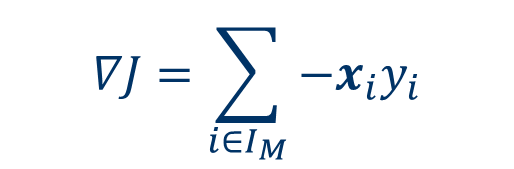 ∇J = ∑_{i∈I_M} −𝒙_i y_i